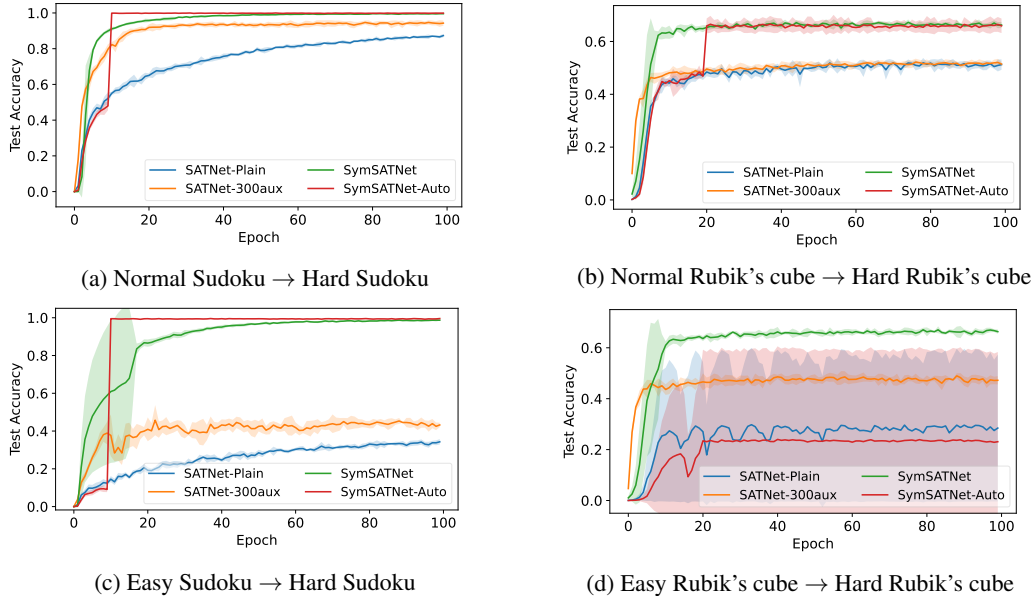 1.0
0.8
0.6
0.4
0.2
0.0
Test Accuracy
SATNet-Plain
SATNet-300aux
SymSATNet
SymSATNet-Auto
0 20 40 60 80 100
Epoch
(a) Normal Sudoku → Hard Sudoku
0.6
0.4
0.2
0.0
Test Accuracy
SATNet-Plain
SATNet-300aux
SymSATNet
SymSATNet-Auto
0 20 40 60 80 100
Epoch
(b) Normal Rubik's cube → Hard Rubik's cube
1.0
0.8
0.6
0.4
0.2
0.0
Test Accuracy
SATNet-Plain
SATNet-300aux
SymSATNet
SymSATNet-Auto
0 20 40 60 80 100
Epoch
(c) Easy Sudoku → Hard Sudoku
0.6
0.4
0.2
0.0
Test Accuracy
SATNet-Plain
SATNet-300aux
SymSATNet
SymSATNet-Auto
0 20 40 60 80 100
Epoch
(d) Easy Rubik's cube → Hard Rubik's cube